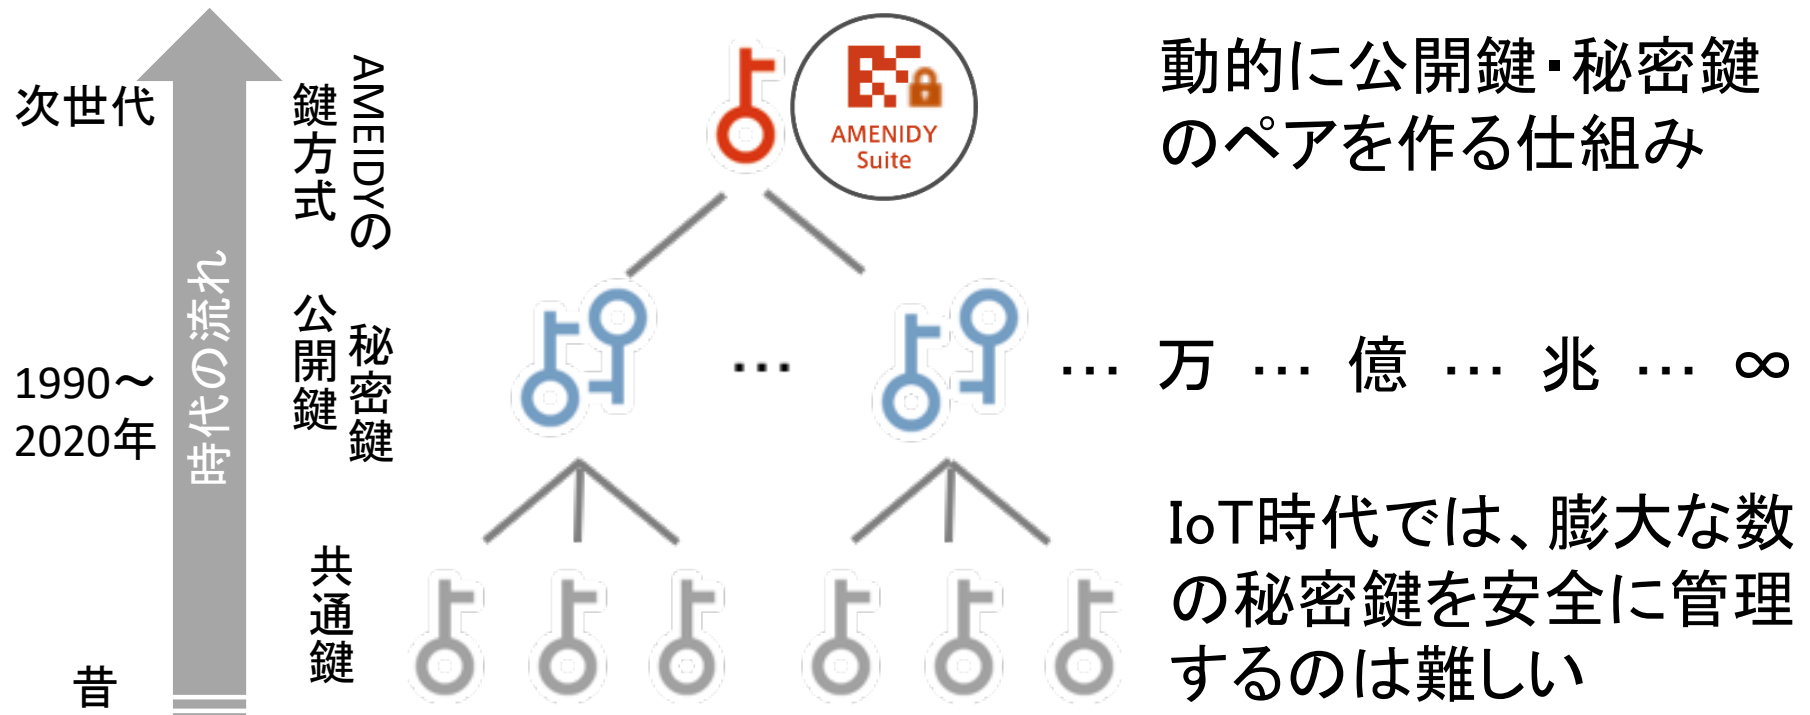 次世代
AMEIDYの
鍵方式
AMENIDY
Suite
動的に公開鍵・秘密鍵
のペアを作る仕組み
時代の流れ
1990～
2020年
公開鍵
秘密鍵
…
… 万 … 億 … 兆 … ∞
共通鍵
IoT時代では、膨大な数
の秘密鍵を安全に管理
するのは難しい
昔